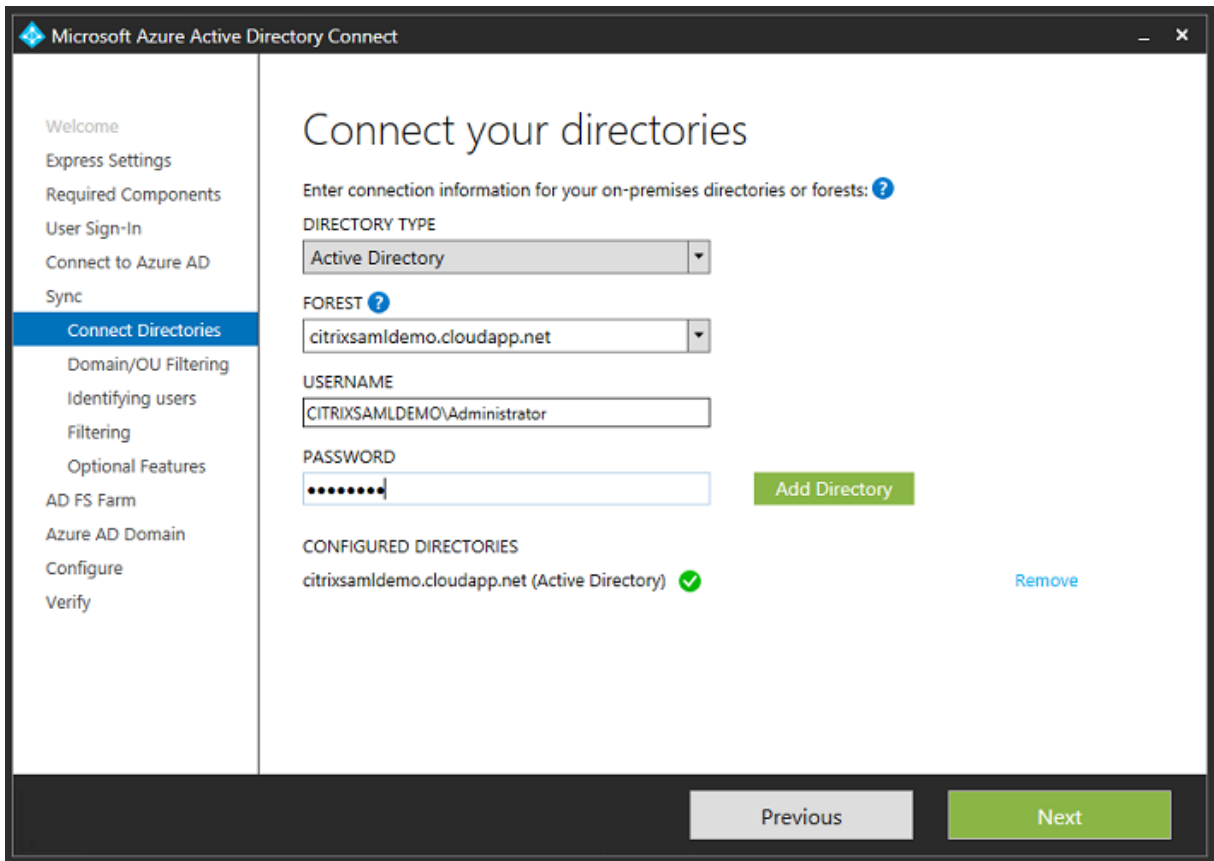 Microsoft Azure Active Directory Connect
Welcome
Express Settings
Required Components
User Sign-In
Connect to Azure AD
Sync
Connect Directories
Domain/OU Filtering
Identifying users
Filtering
Optional Features
AD FS Farm
Azure AD Domain
Configure
Verify
Connect your directories
Enter connection information for your on-premises directories or forests: ?
DIRECTORY TYPE
Active Directory
FOREST ?
citrixsamldemo.cloudapp.net
USERNAME
CITRIXSAMLDEMO\Administrator
PASSWORD
••••••••
Add Directory
CONFIGURED DIRECTORIES
citrixsamldemo.cloudapp.net (Active Directory) Remove
Previous Next